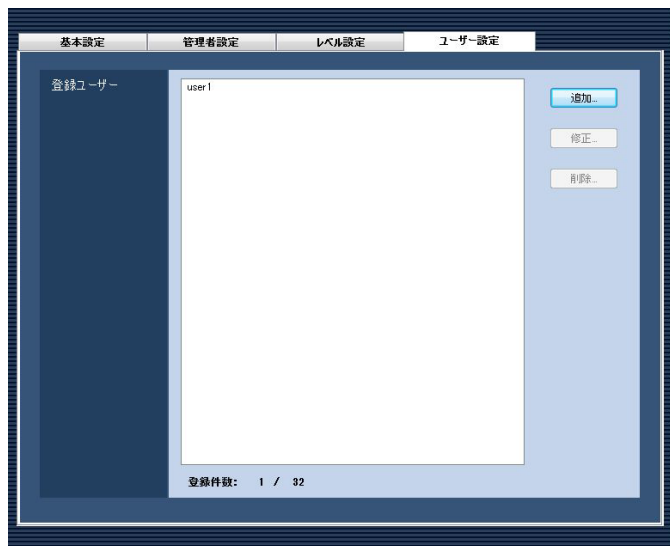 基本設定 管理者設定 レベル設定 ユーザー設定
登録ユーザー
user1
追加...
修正...
削除...
登録件数: 1 / 32